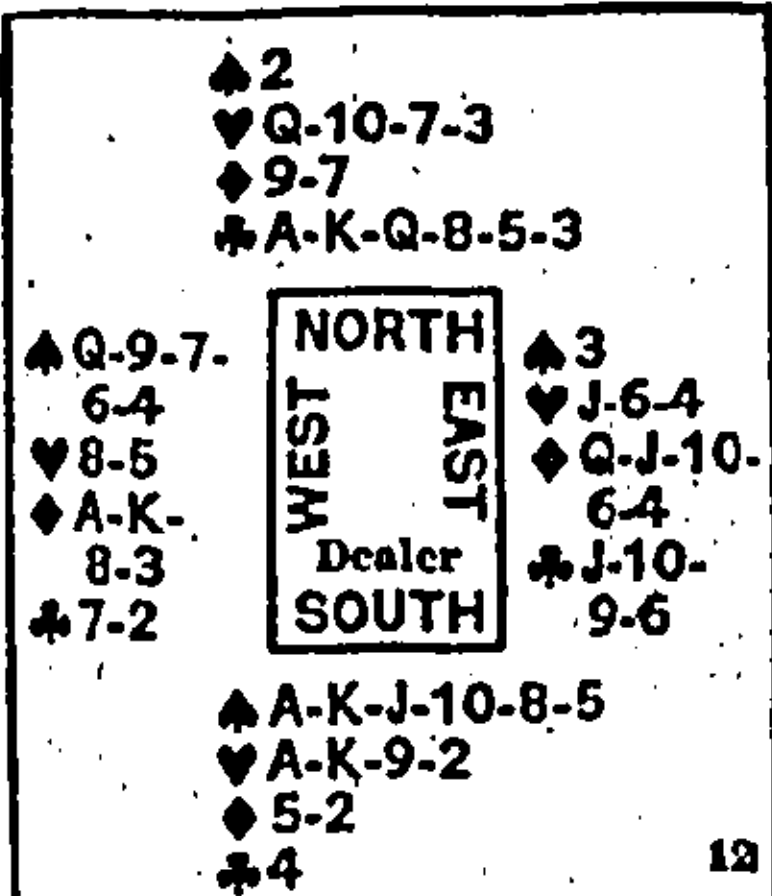 ♠ 2
♥ Q-10-7-3
♦ 9-7
♣ A-K-Q-8-5-3
♠ Q-9-7-
6-4
♥ 8-5
♦ A-K-
8-3
♣ 7-2
NORTH
WEST
EAST
Dealer
SOUTH
♠ 3
♥ J-6-4
♦ Q-J-10-
6-4
♣ J-10-
9-6
♠ A-K-J-10-8-5
♥ A-K-9-2
♦ 5-2
♣ 4
12